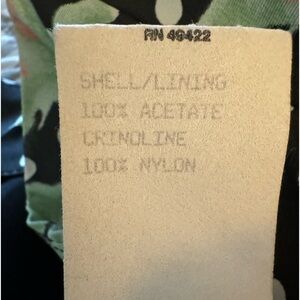 RN 49422
SHELL/LINING
100% ACETATE
CRINOLINE
100% NYLON